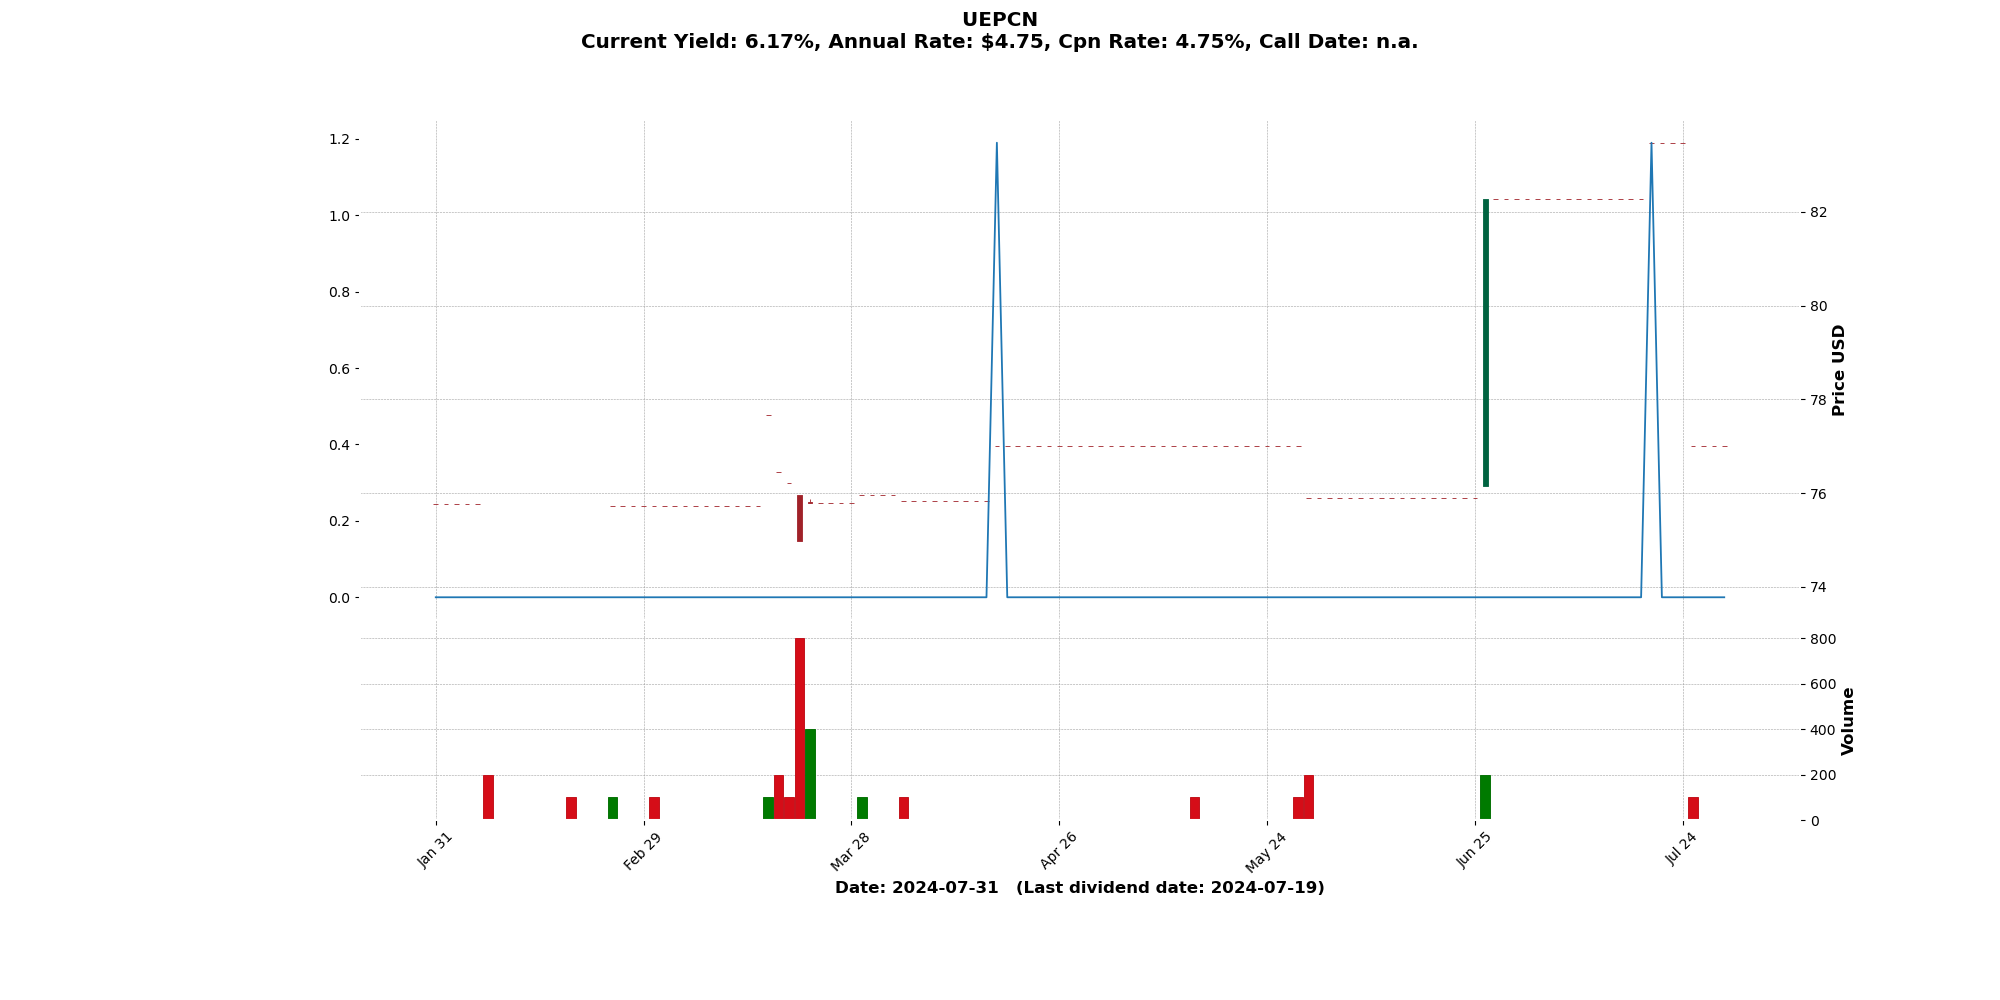 UEPCN
Current Yield: 6.17%, Annual Rate: $4.75, Cpn Rate: 4.75%, Call Date: n.a.
1.2
1.0
0.8
0.6
0.4
0.2
0.0
82
80
78
76
74
Price USD
800
600
400
200
0
Volume
Jan 31
Feb 29
Mar 28
Apr 26
May 24
Jun 25
Jul 24
Date: 2024-07-31 (Last dividend date: 2024-07-19)